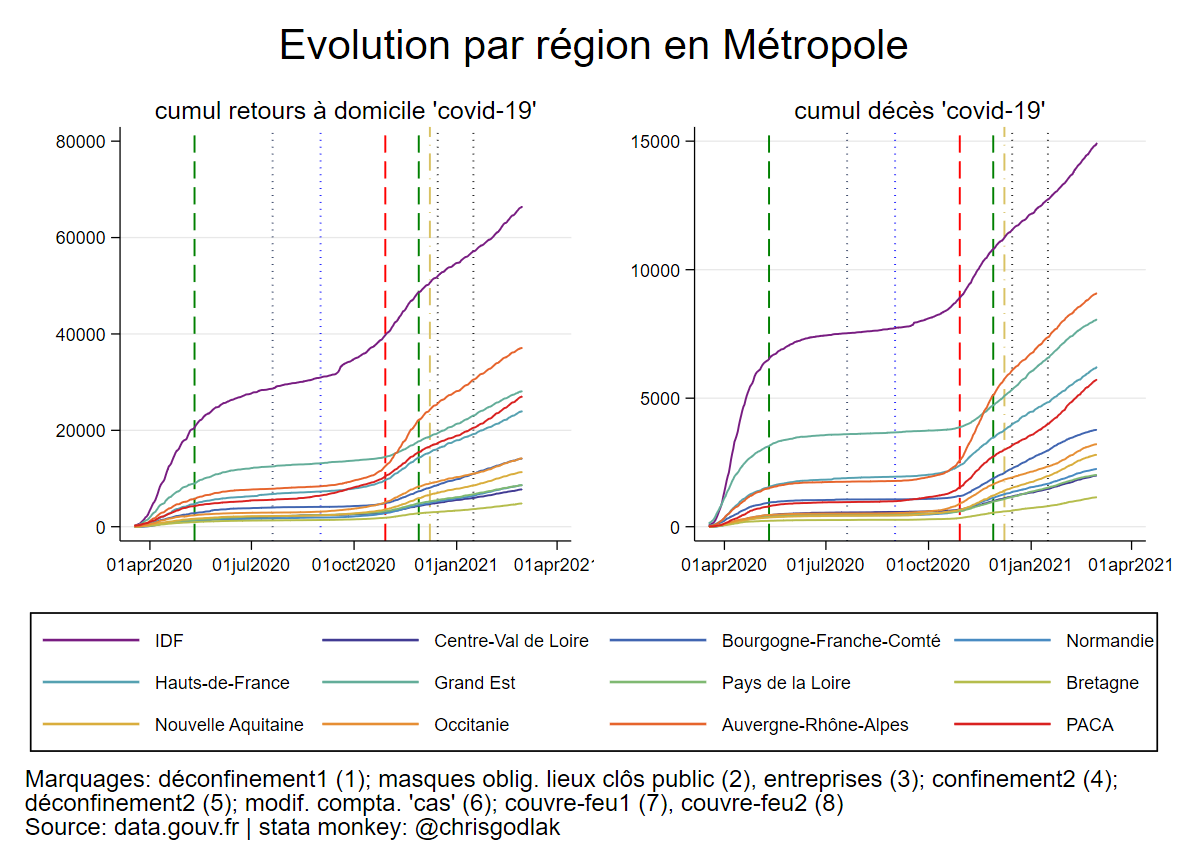 Evolution par région en Métropole
cumul retours à domicile 'covid-19'
80000
60000
40000
20000
0
01apr2020 01jul2020 01oct2020 01jan2021 01apr2021
cumul décès 'covid-19'
15000
10000
5000
0
01apr2020 01jul2020 01oct2020 01jan2021 01apr2021
IDF Centre-Val de Loire Bourgogne-Franche-Comté Normandie
Hauts-de-France Grand Est Pays de la Loire Bretagne
Nouvelle Aquitaine Occitanie Auvergne-Rhône-Alpes PACA
Marquages: déconfinement1 (1); masques oblig. lieux clôs public (2), entreprises (3); confinement2 (4);
déconfinement2 (5); modif. compta. 'cas' (6); couvre-feu1 (7), couvre-feu2 (8)
Source: data.gouv.fr | stata monkey: @chrisgodlak